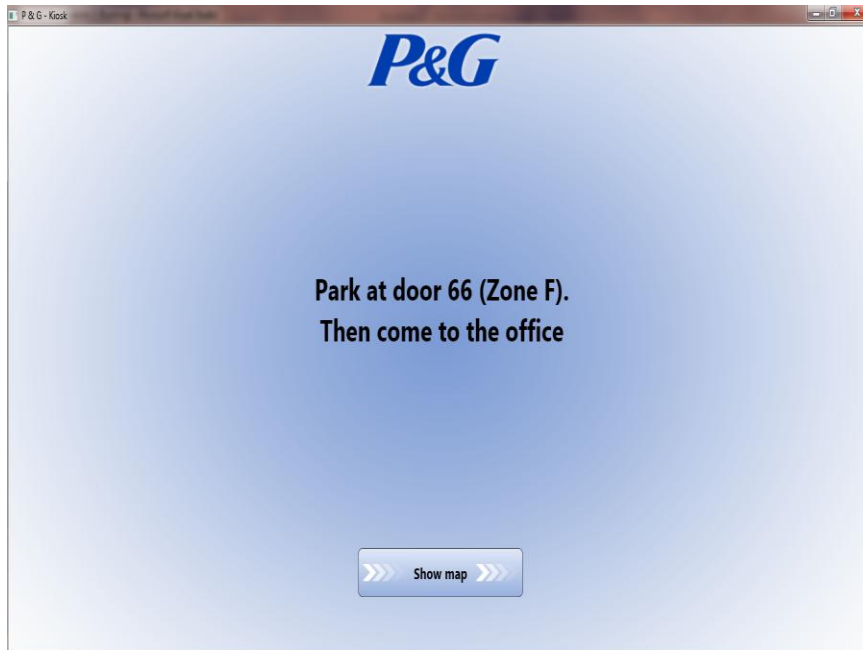 P & G - Kiosk
P&G
Park at door 66 (Zone F).
Then come to the office
Show map